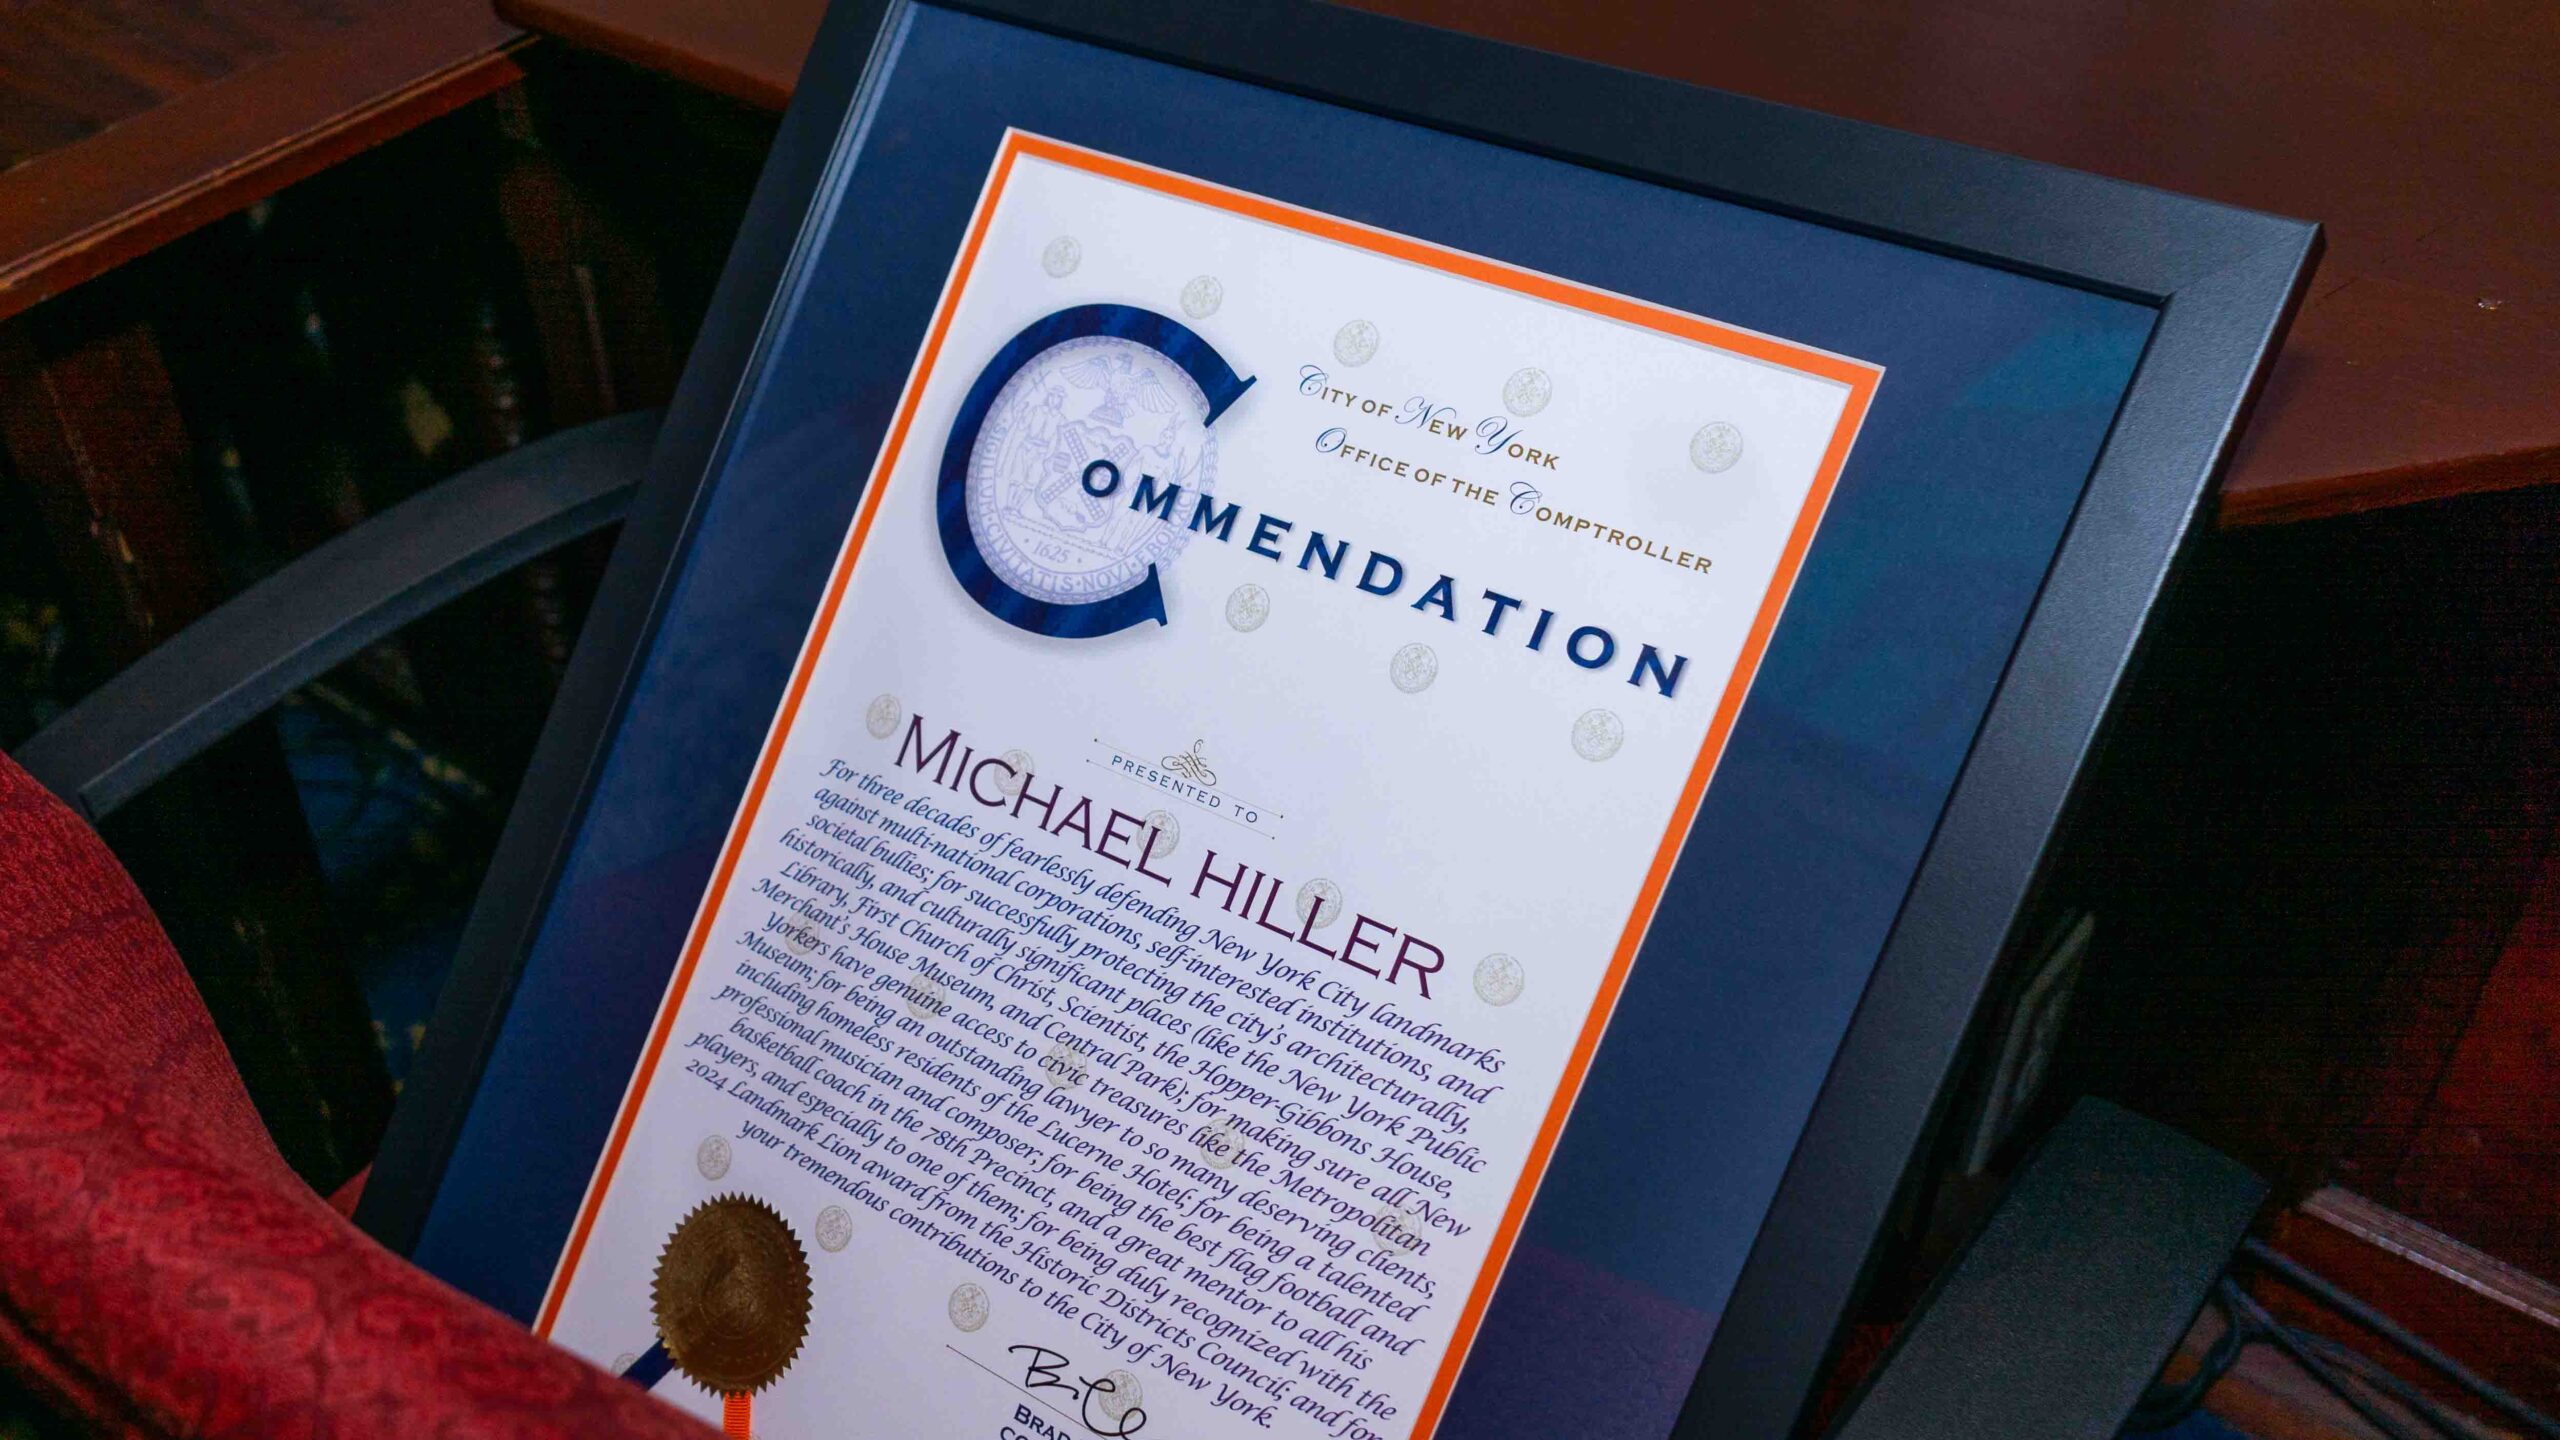 CITY OF NEW YORK
OFFICE OF THE COMPTROLLER
COMMENDATION
SIGILLUM CIVITATIS NOVI EBOR
1625
PRESENTED TO
MICHAEL HILLER
For three decades of fearlessly defending New York City landmarks
against multi-national corporations, self-interested institutions, and
societal bullies; for successfully protecting the city's architecturally,
historically, and culturally significant places (like the New York Public
Library, First Church of Christ, Scientist, the Hopper-Gibbons House,
Merchant's House Museum, and Central Park); for making sure all New
Yorkers have genuine access to civic treasures like the Metropolitan
Museum; for being an outstanding lawyer to so many deserving clients,
including homeless residents of the Lucerne Hotel; for being a talented
professional musician and composer; for being the best flag football and
basketball coach in the 78th Precinct, and a great mentor to all his
players, and especially to one of them; for being duly recognized with the
2024 Landmark Lion award from the Historic Districts Council; and for
your tremendous contributions to the City of New York.
BRAD
CO